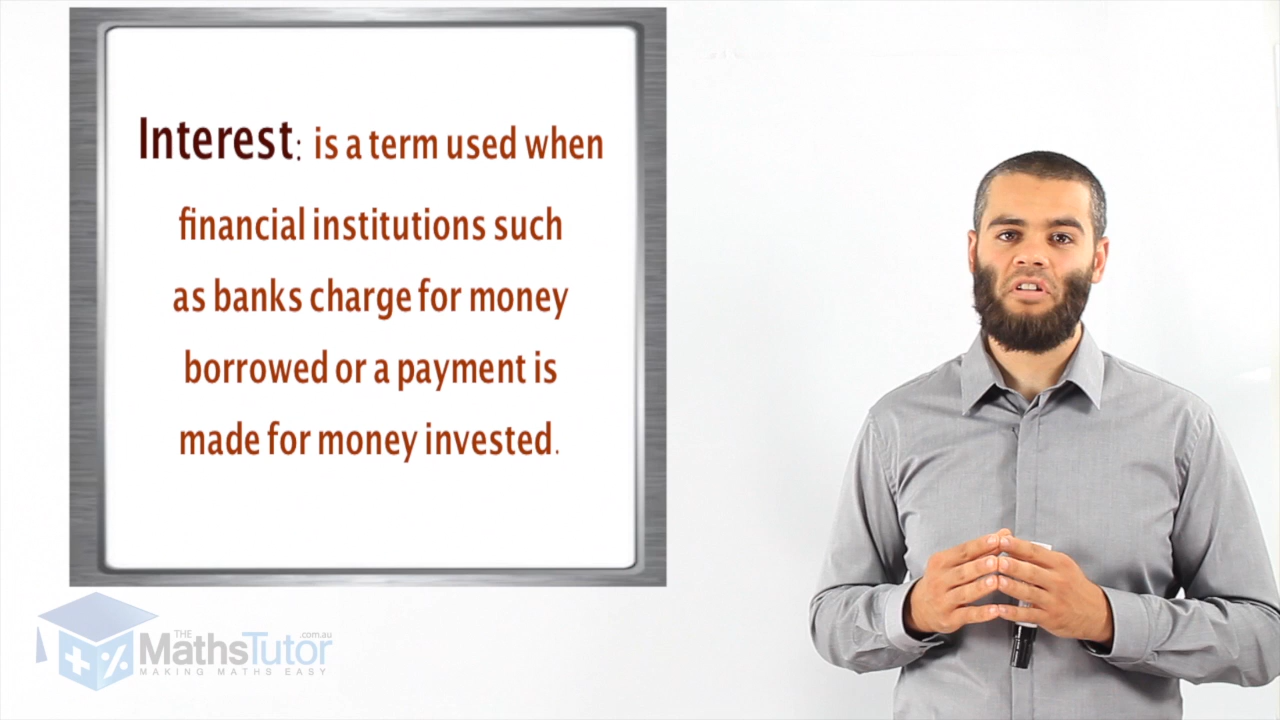 Interest: is a term used when
financial institutions such
as banks charge for money
borrowed or a payment is
made for money invested.
THE
MathsTutor
.com.au
MAKING MATHS EASY